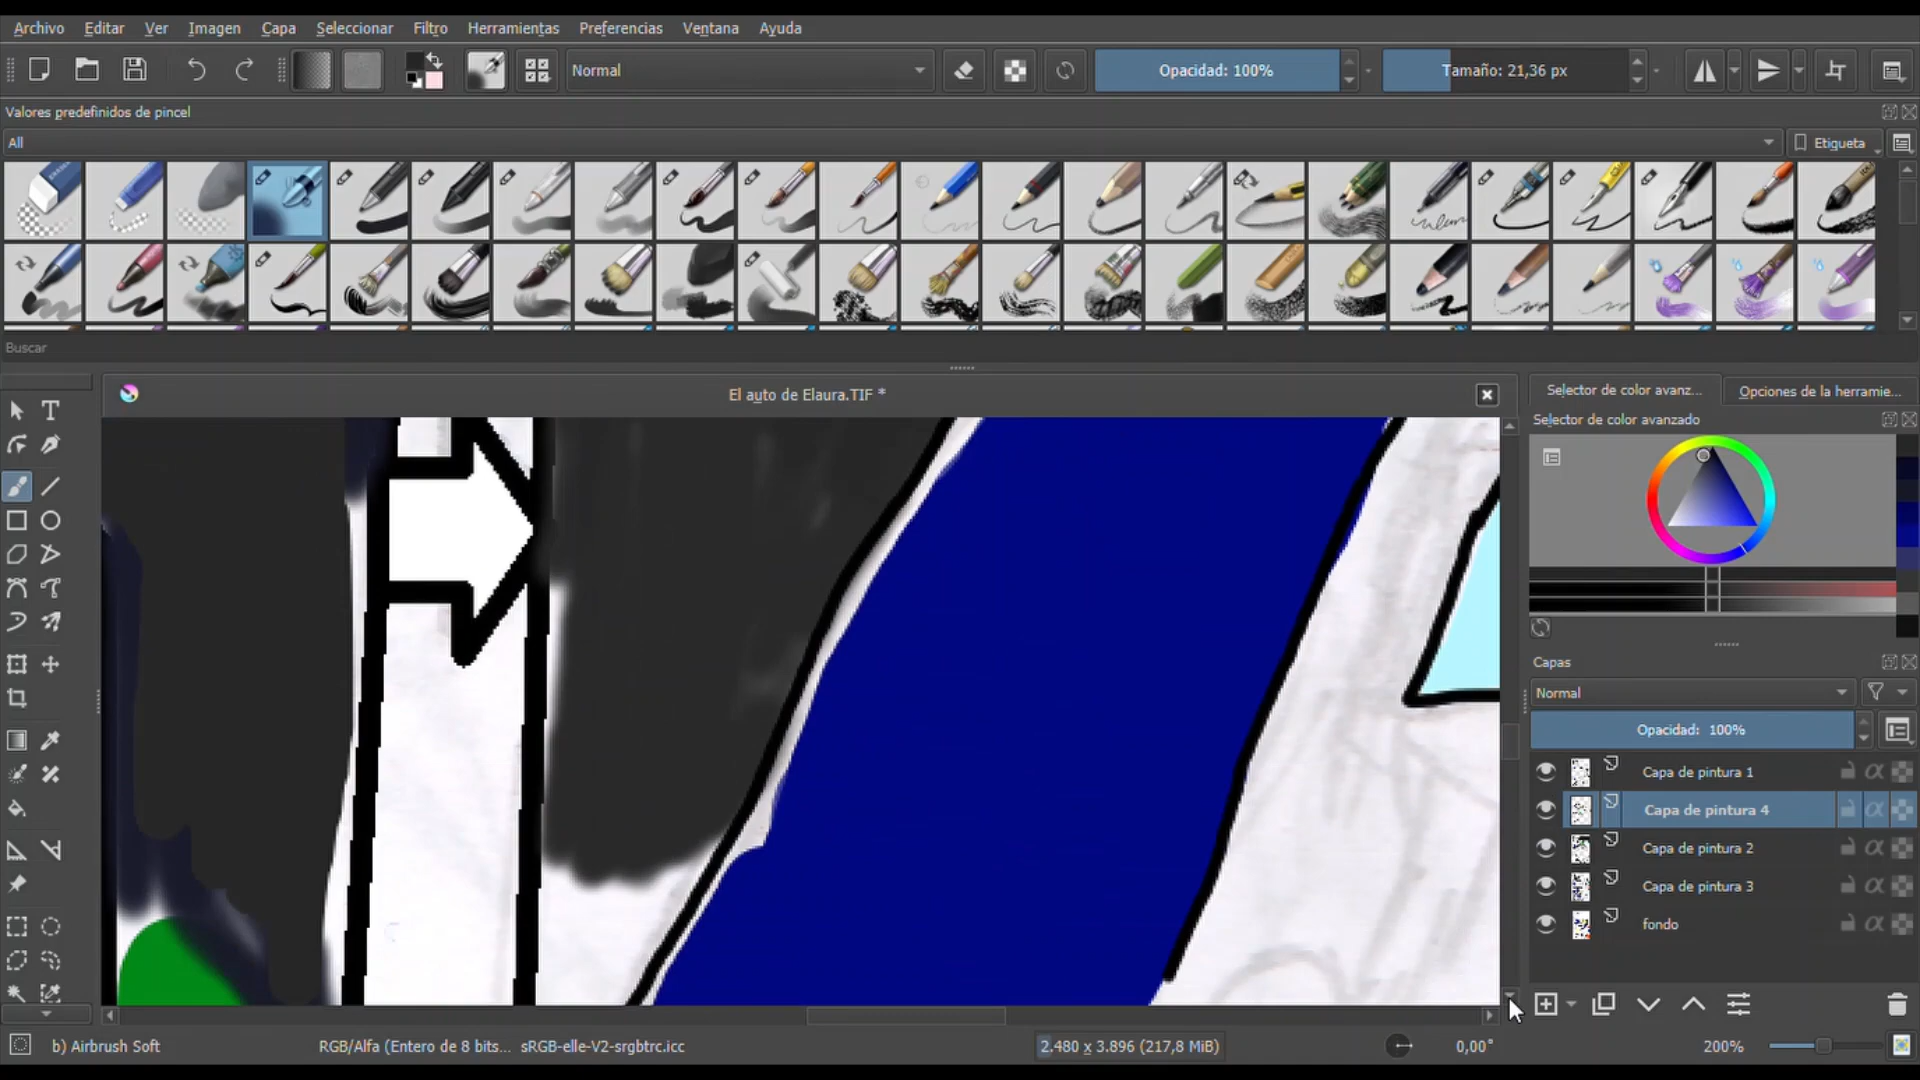 Archivo Editar Ver Imagen Capa Seleccionar Filtro Herramientas Preferencias Ventana Ayuda
Normal Opacidad: 100% Tamaño: 21,36 px
Valores predefinidos de pincel
All Etiqueta
Buscar
El auto de Elaura.TIF *
Selector de color avanz... Opciones de la herramie...
Selector de color avanzado
Capas
Normal
Opacidad: 100%
Capa de pintura 1
Capa de pintura 4
Capa de pintura 2
Capa de pintura 3
fondo
b) Airbrush Soft RGB/Alfa (Entero de 8 bits... sRGB-elle-V2-srgbtrc.icc 2.480 x 3.896 (217,8 MiB) 0,00° 200%